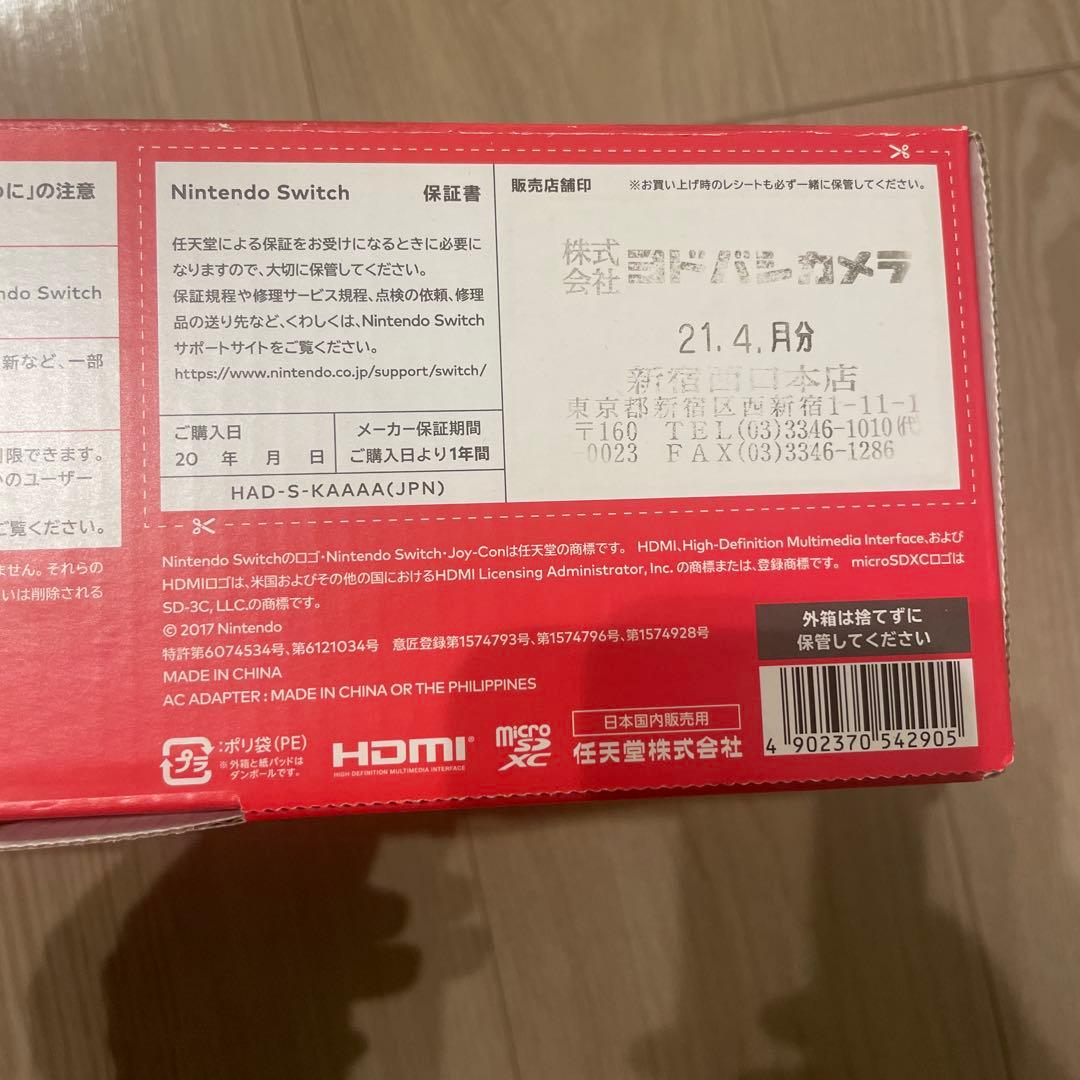 のに」の注意
ndo Switch
新など、一部
限できます。
のユーザー
ご覧ください。
ません。それらの
いは削除される
Nintendo Switch 保証書
任天堂による保証をお受けになるときに必要に
なりますので、大切に保管してください。
保証規程や修理サービス規程、点検の依頼、修理
品の送り先など、くわしくは、Nintendo Switch
サポートサイトをご覧ください。
https://www.nintendo.co.jp/support/switch/
ご購入日
20 年 月 日
メーカー保証期間
ご購入日より1年間
HAD-S-KAAAA(JPN)
販売店舗印 ※お買い上げ時のレシートも必ず一緒に保管してください。
株式会社 ヨドバシカメラ
21.4.月分
新宿西口本店
東京都新宿区西新宿1-11-1
〒160 TEL(03)3346-1010(代
-0023 FAX(03)3346-1286
Nintendo Switchのロゴ・Nintendo Switch・Joy-Conは任天堂の商標です。 HDMI、High-Definition Multimedia Interface、および
HDMIロゴは、米国およびその他の国におけるHDMI Licensing Administrator, Inc. の商標または、登録商標です。 microSDXCロゴは
SD-3C, LLC.の商標です。
© 2017 Nintendo
特許第6074534号、第6121034号 意匠登録第1574793号、第1574796号、第1574928号
MADE IN CHINA
AC ADAPTER : MADE IN CHINA OR THE PHILIPPINES
プラ
:ポリ袋(PE)
※外箱と紙パッドは
ダンボールです。
HDMI®
HIGH DEFINITION MULTIMEDIA INTERFACE
micro
SD
XC
日本国内販売用
任天堂株式会社
外箱は捨てずに
保管してください
4 902370 542905